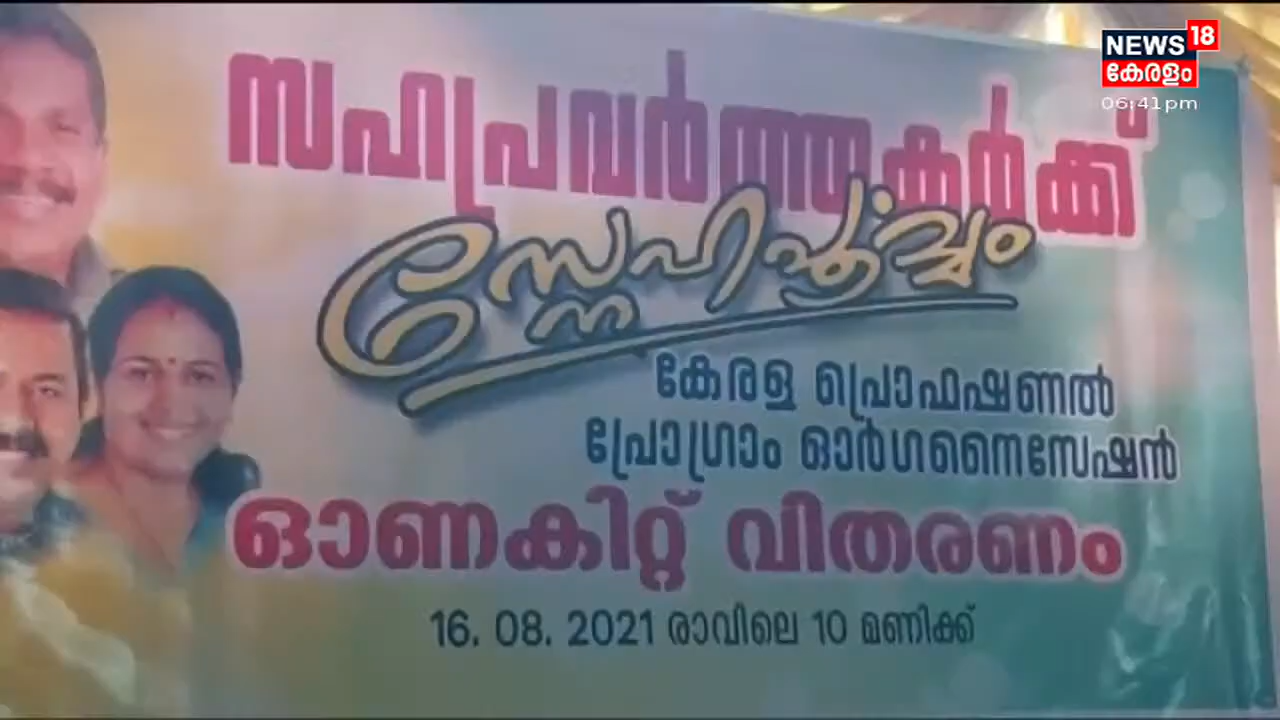 NEWS 18
കേരളം
06:41pm
സഹപ്രവർത്തകർക്ക്
സ്നേഹപൂർവ്വം
കേരള പ്രൊഫഷണൽ
പ്രോഗ്രാം ഓർഗനൈസേഷൻ
ഓണകിറ്റ് വിതരണം
16. 08. 2021 രാവിലെ 10 മണിക്ക്